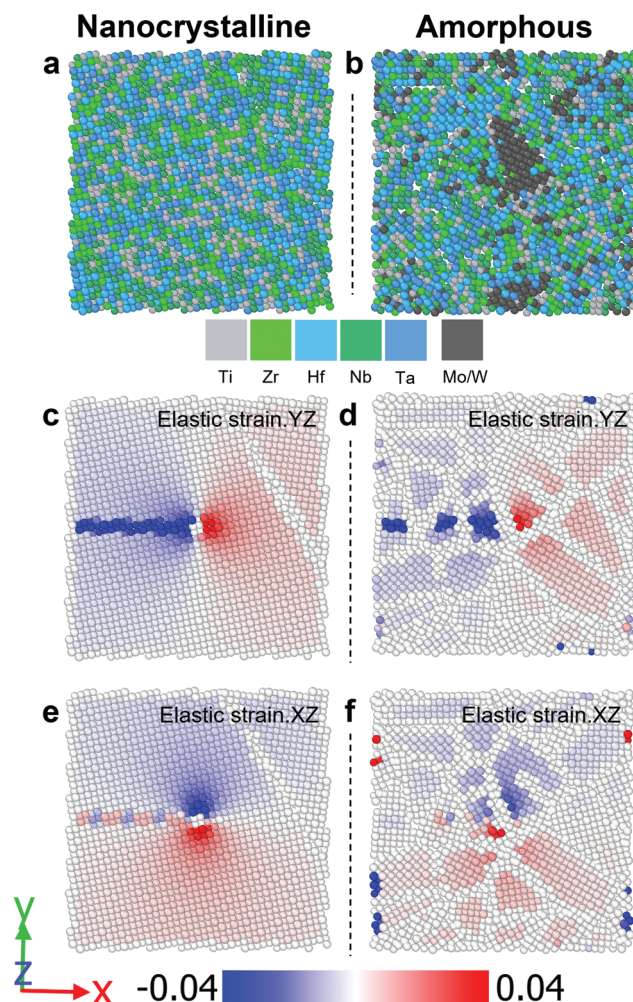 Nanocrystalline Amorphous
a b
Ti Zr Hf Nb Ta Mo/W
c Elastic strain.YZ d Elastic strain.YZ
e Elastic strain.XZ f Elastic strain.XZ
Y
Z
X
-0.04 0.04